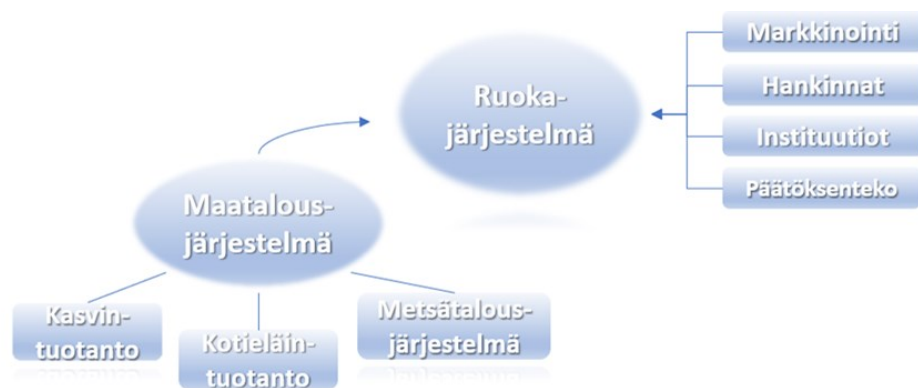 Markkinointi
Hankinnat
Instituutiot
Päätöksenteko
Ruoka-
järjestelmä
Maatalous-
järjestelmä
Kasvin-
tuotanto
Kotieläin-
tuotanto
Metsätalous-
järjestelmä